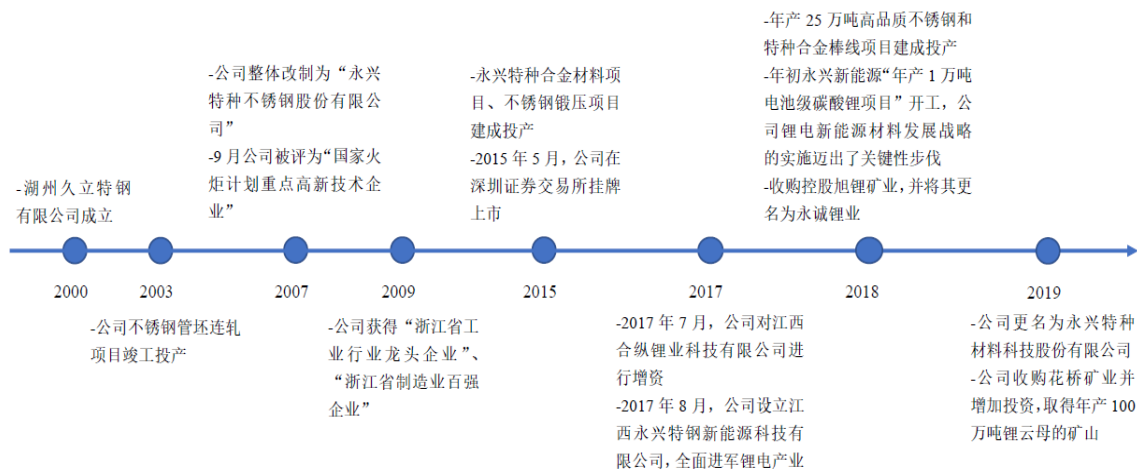 -湖州久立特钢
有限公司成立
2000
2003
-公司不锈钢管坯连轧
项目竣工投产
-公司整体改制为“永兴
特种不锈钢股份有限公
司”
-9 月公司被评为“国家火
炬计划重点高新技术企
业”
2007
2009
-公司获得“浙江省工
业行业龙头企业”、
“浙江省制造业百强
企业”
-永兴特种合金材料项
目、不锈钢锻压项目
建成投产
-2015 年 5 月，公司在
深圳证券交易所挂牌
上市
2015
2017
-2017 年 7 月，公司对江西
合纵锂业科技有限公司进
行增资
-2017 年 8 月，公司设立江
西永兴特钢新能源科技有
限公司，全面进军锂电产业
-年产 25 万吨高品质不锈钢和
特种合金棒线项目建成投产
-年初永兴新能源“年产 1 万吨
电池级碳酸锂项目”开工，公
司锂电新能源材料发展战略
的实施迈出了关键性步伐
-收购控股旭锂矿业，并将其更
名为永诚锂业
2018
2019
-公司更名为永兴特种
材料科技股份有限公司
-公司收购花桥矿业并
增加投资，取得年产 100
万吨锂云母的矿山